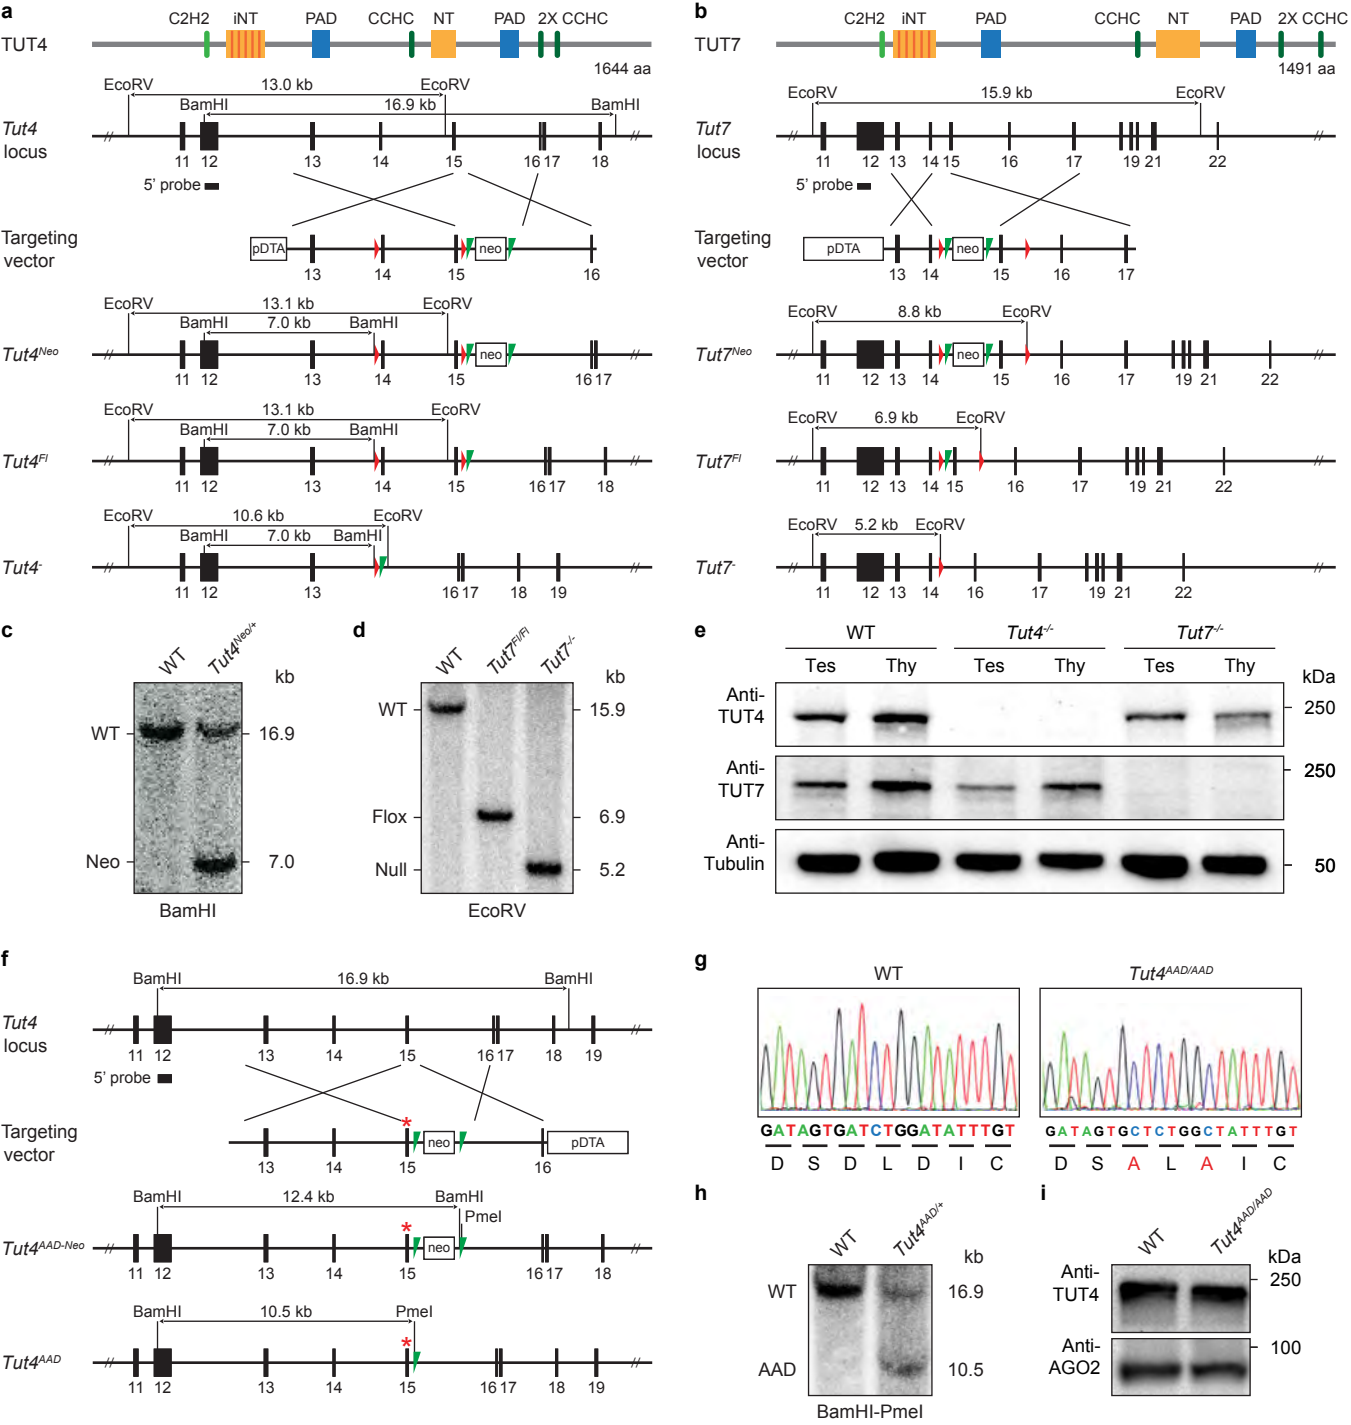 a
C2H2 iNT PAD CCHC NT PAD 2X CCHC
TUT4
1644 aa
EcoRV 13.0 kb EcoRV
BamHI 16.9 kb BamHI
Tut4 locus
11 12 13 14 15 16 17 18
5' probe
Targeting vector
pDTA neo
13 14 15 16
EcoRV 13.1 kb EcoRV
BamHI 7.0 kb BamHI
Tut4Neo
neo
11 12 13 14 15 16 17
EcoRV 13.1 kb EcoRV
BamHI 7.0 kb BamHI
Tut4Fl
11 12 13 14 15 16 17 18
EcoRV 10.6 kb EcoRV
BamHI 7.0 kb BamHI
Tut4-
11 12 13 16 17 18 19
b
C2H2 iNT PAD CCHC NT PAD 2X CCHC
TUT7
1491 aa
EcoRV 15.9 kb EcoRV
Tut7 locus
11 12 13 14 15 16 17 19 21 22
5' probe
Targeting vector
pDTA neo
13 14 15 16 17
EcoRV 8.8 kb EcoRV
Tut7Neo
neo
11 12 13 14 15 16 17 19 21 22
EcoRV 6.9 kb EcoRV
Tut7Fl
11 12 13 14 15 16 17 19 21 22
EcoRV 5.2 kb EcoRV
Tut7-
11 12 13 14 16 17 19 21 22
c
WT Tut4Neo/+
kb
WT 16.9
Neo 7.0
BamHI
d
WT Tut7Fl/Fl Tut7-/-
kb
WT 15.9
Flox 6.9
Null 5.2
EcoRV
e
WT Tut4-/- Tut7-/-
Tes Thy Tes Thy Tes Thy
kDa
Anti-TUT4 250
Anti-TUT7 250
Anti-Tubulin 50
f
BamHI 16.9 kb BamHI
Tut4 locus
11 12 13 14 15 16 17 18 19
5' probe
Targeting vector
* neo pDTA
13 14 15 16
BamHI 12.4 kb BamHI
PmeI
Tut4AAD-Neo
* neo
11 12 13 14 15 16 17 18
BamHI 10.5 kb PmeI
Tut4AAD
*
11 12 13 14 15 16 17 18 19
g
WT
GATAGTGATCTGGATATTTGT
D S D L D I C
Tut4AAD/AAD
GATAGTGCTCTGGCTATTTGT
D S A L A I C
h
WT Tut4AAD/+
kb
WT 16.9
AAD 10.5
BamHI-PmeI
i
WT Tut4AAD/AAD
kDa
Anti-TUT4 250
Anti-AGO2 100